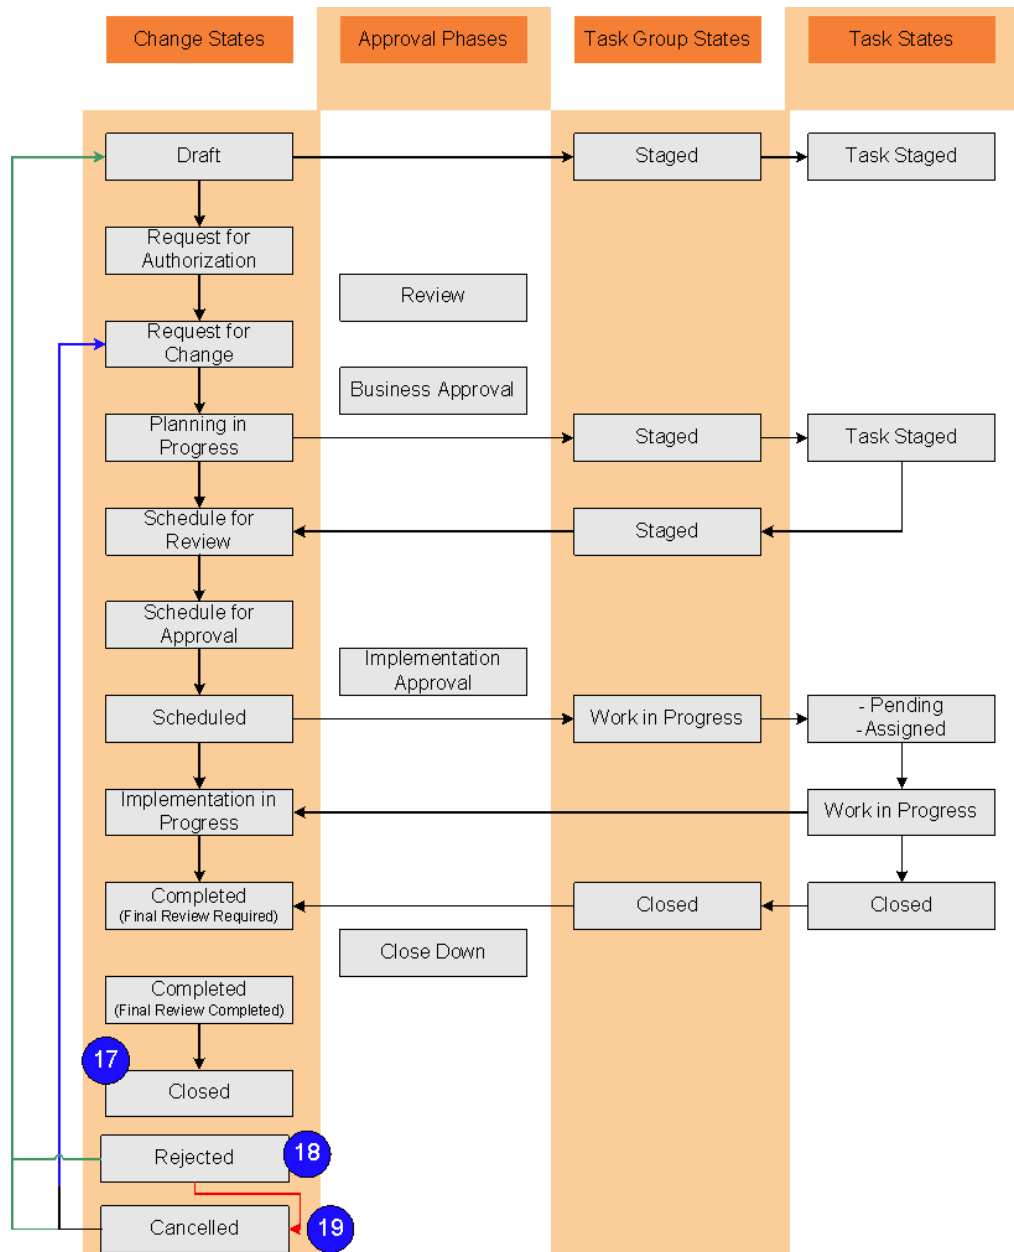 Change States
Approval Phases
Task Group States
Task States
Draft
Staged
Task Staged
Request for
Authorization
Review
Request for
Change
Business Approval
Planning in
Progress
Staged
Task Staged
Schedule for
Review
Staged
Schedule for
Approval
Implementation
Approval
Scheduled
Work in Progress
- Pending
-Assigned
Implementation in
Progress
Work in Progress
Completed
(Final Review Required)
Closed
Closed
Close Down
Completed
(Final Review Completed)
17
Closed
Rejected
18
Cancelled
19